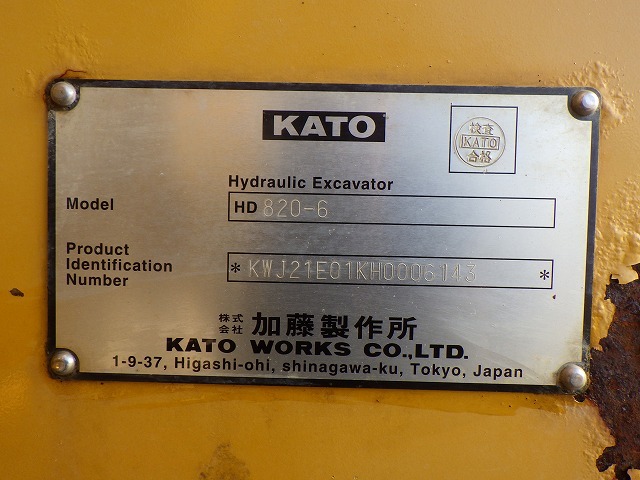 KATO
検査
KATO
合格
Hydraulic Excavator
Model HD 820-6
Product
Identification
Number
*KWJ21E01KH0006143*
株式会社 加藤製作所
KATO WORKS CO.,LTD.
1-9-37, Higashi-ohi, shinagawa-ku, Tokyo, Japan